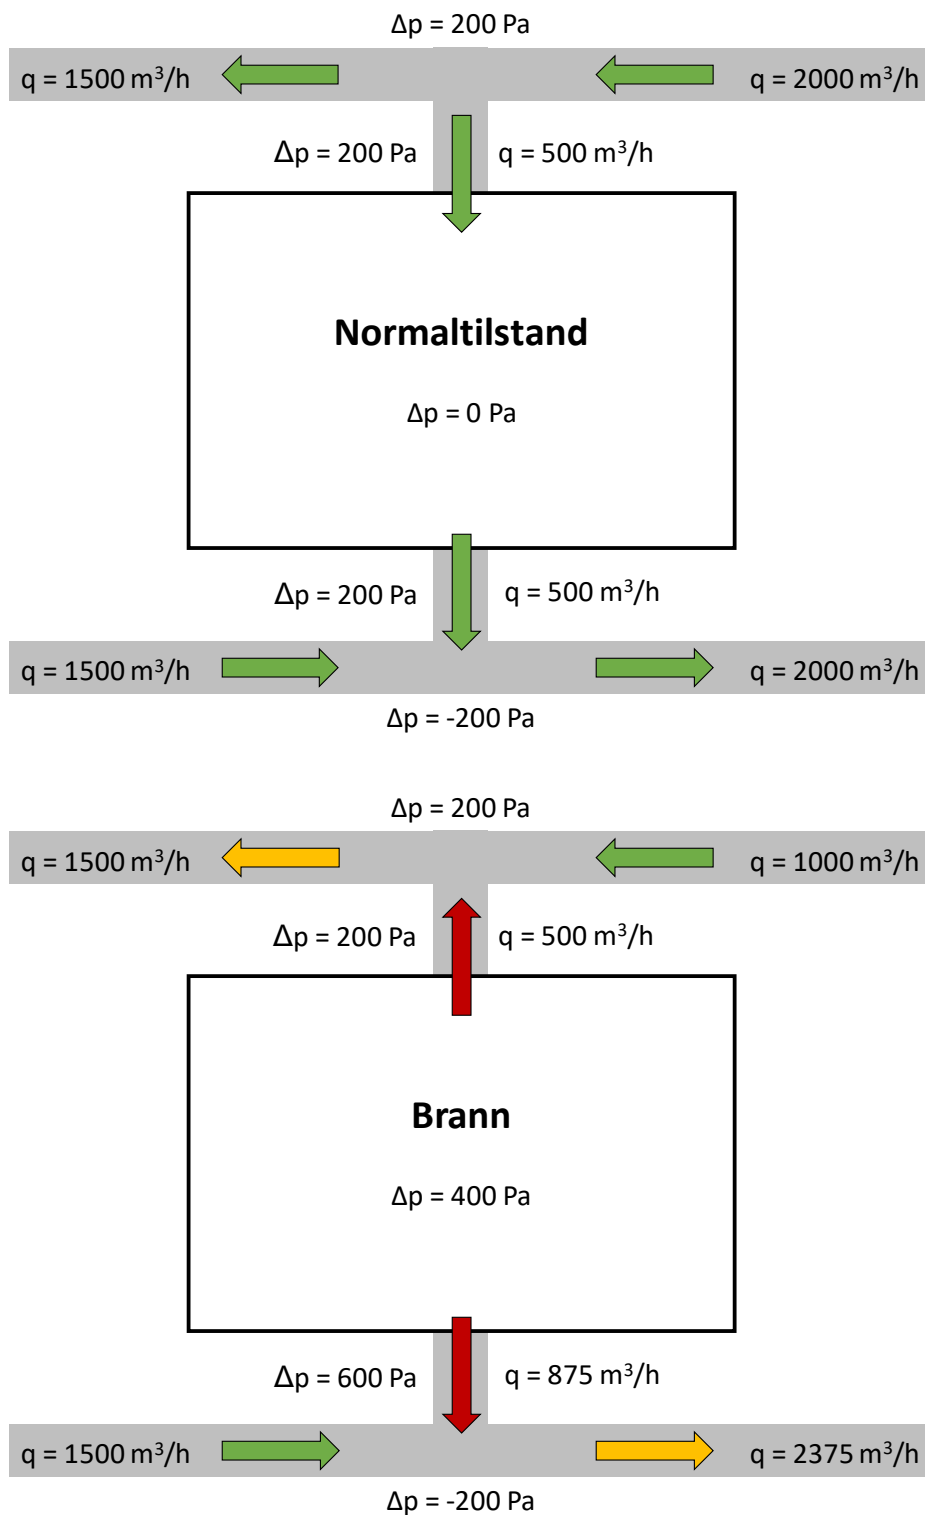 Δp = 200 Pa
q = 1500 m³/h
q = 2000 m³/h
Δp = 200 Pa
q = 500 m³/h
Normaltilstand
Δp = 0 Pa
Δp = 200 Pa
q = 500 m³/h
q = 1500 m³/h
q = 2000 m³/h
Δp = -200 Pa
Δp = 200 Pa
q = 1500 m³/h
q = 1000 m³/h
Δp = 200 Pa
q = 500 m³/h
Brann
Δp = 400 Pa
Δp = 600 Pa
q = 875 m³/h
q = 1500 m³/h
q = 2375 m³/h
Δp = -200 Pa